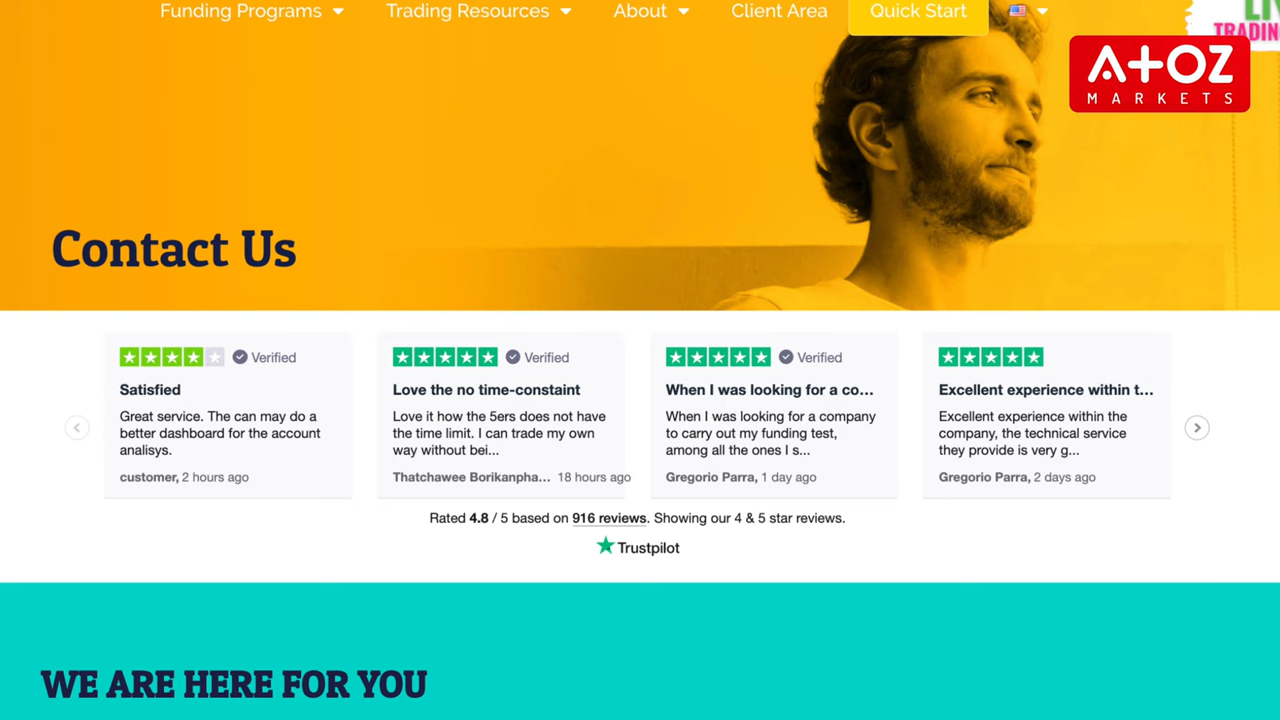 Funding Programs
Trading Resources
About
Client Area
Quick Start
TRADIN
A+OZ
MARKETS
Contact Us
Verified
Satisfied
Great service. The can may do a
better dashboard for the account
analisys.
customer, 2 hours ago
Verified
Love the no time-constaint
Love it how the 5ers does not have
the time limit. I can trade my own
way without bei...
Thatchawee Borikanpha... 18 hours ago
Verified
When I was looking for a co...
When I was looking for a company
to carry out my funding test,
among all the ones I s...
Gregorio Parra, 1 day ago
Excellent experience within t...
Excellent experience within the
company, the technical service
they provide is very g...
Gregorio Parra, 2 days ago
Rated 4.8 / 5 based on 916 reviews. Showing our 4 & 5 star reviews.
Trustpilot
WE ARE HERE FOR YOU